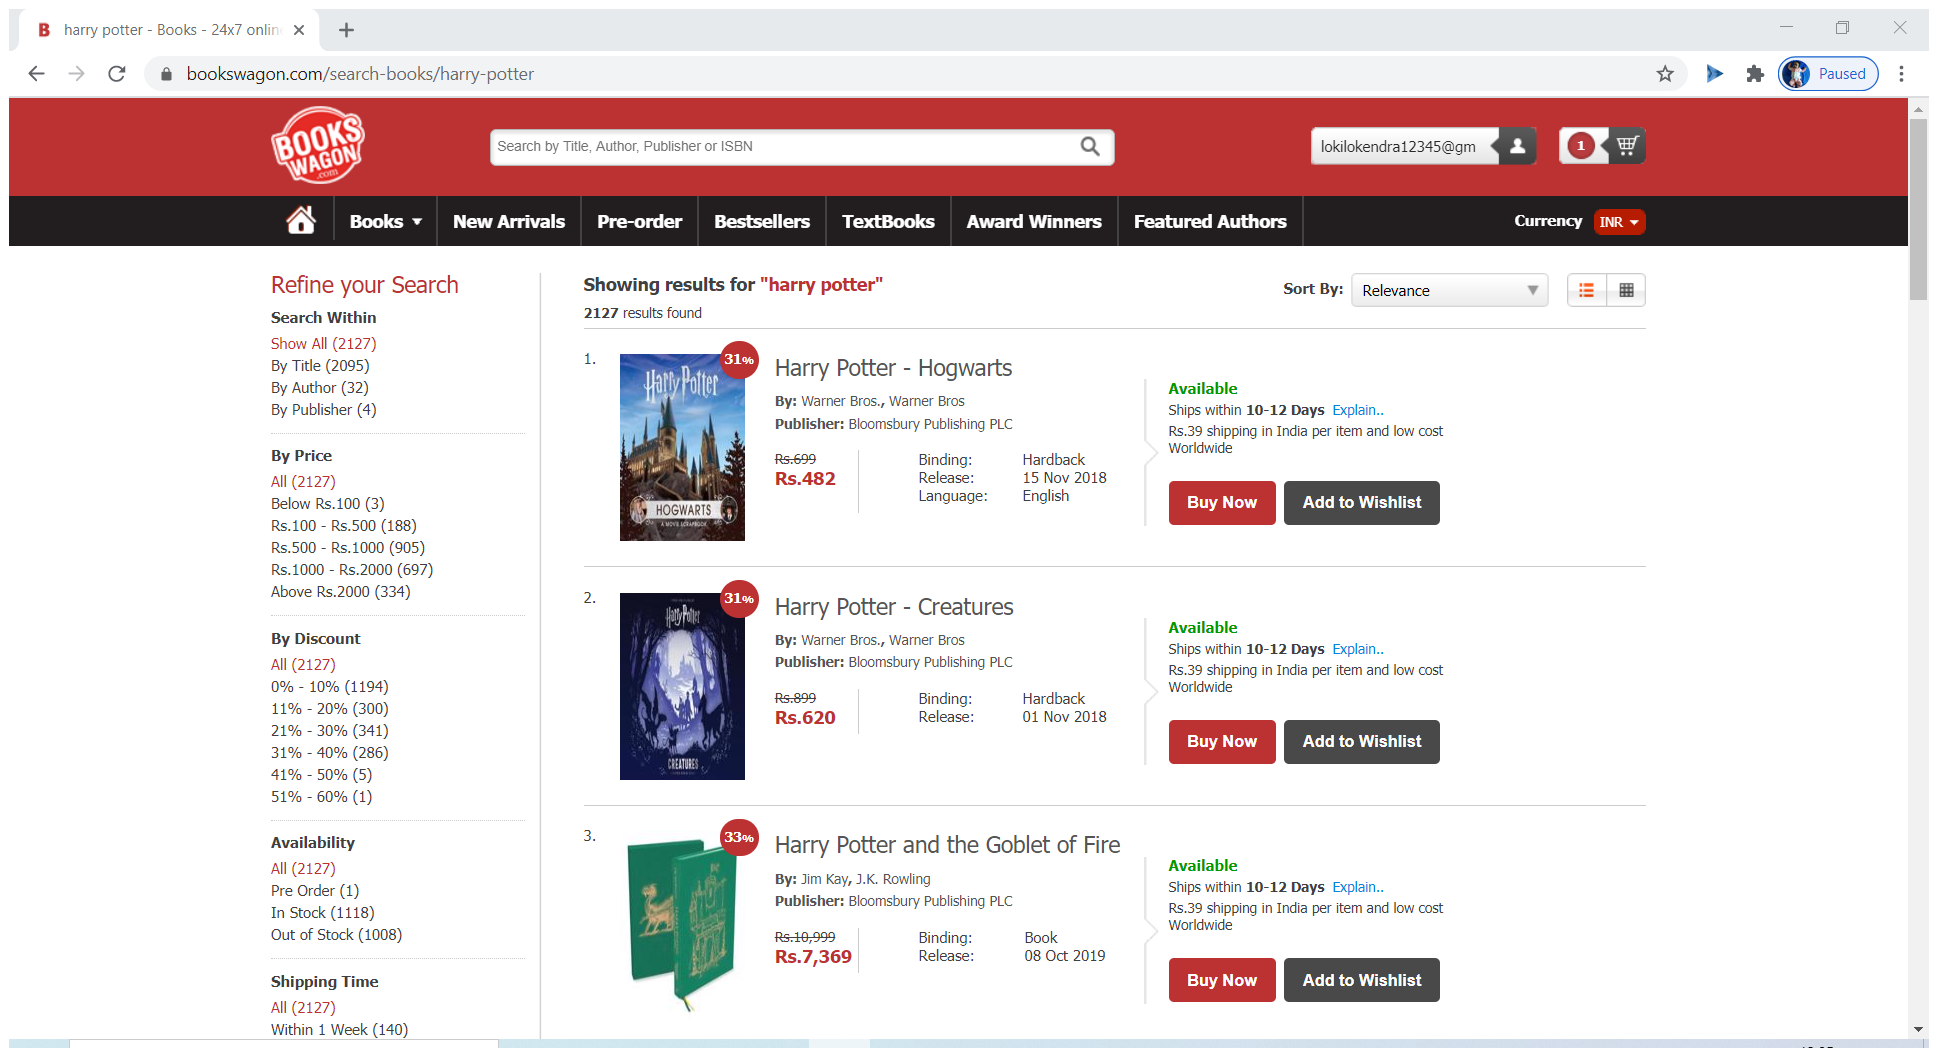 harry potter - Books - 24x7 onlin
bookswagon.com/search-books/harry-potter
Paused
BOOKS
WAGON
.com
Search by Title, Author, Publisher or ISBN
lokilokendra12345@gm
1
Books
New Arrivals
Pre-order
Bestsellers
TextBooks
Award Winners
Featured Authors
Currency
INR
Refine your Search
Search Within
Show All (2127)
By Title (2095)
By Author (32)
By Publisher (4)
By Price
All (2127)
Below Rs.100 (3)
Rs.100 - Rs.500 (188)
Rs.500 - Rs.1000 (905)
Rs.1000 - Rs.2000 (697)
Above Rs.2000 (334)
By Discount
All (2127)
0% - 10% (1194)
11% - 20% (300)
21% - 30% (341)
31% - 40% (286)
41% - 50% (5)
51% - 60% (1)
Availability
All (2127)
Pre Order (1)
In Stock (1118)
Out of Stock (1008)
Shipping Time
All (2127)
Within 1 Week (140)
Showing results for "harry potter"
2127 results found
Sort By:
Relevance
1.
31%
Harry Potter
HOGWARTS
A MOVIE SCRAPBOOK
Harry Potter - Hogwarts
By: Warner Bros., Warner Bros
Publisher: Bloomsbury Publishing PLC
Rs.699
Rs.482
Binding: Hardback
Release: 15 Nov 2018
Language: English
Available
Ships within 10-12 Days Explain..
Rs.39 shipping in India per item and low cost
Worldwide
Buy Now
Add to Wishlist
2.
31%
Harry Potter
CREATURES
Harry Potter - Creatures
By: Warner Bros., Warner Bros
Publisher: Bloomsbury Publishing PLC
Rs.899
Rs.620
Binding: Hardback
Release: 01 Nov 2018
Available
Ships within 10-12 Days Explain..
Rs.39 shipping in India per item and low cost
Worldwide
Buy Now
Add to Wishlist
3.
33%
Harry Potter and the Goblet of Fire
By: Jim Kay, J.K. Rowling
Publisher: Bloomsbury Publishing PLC
Rs.10,999
Rs.7,369
Binding: Book
Release: 08 Oct 2019
Available
Ships within 10-12 Days Explain..
Rs.39 shipping in India per item and low cost
Worldwide
Buy Now
Add to Wishlist